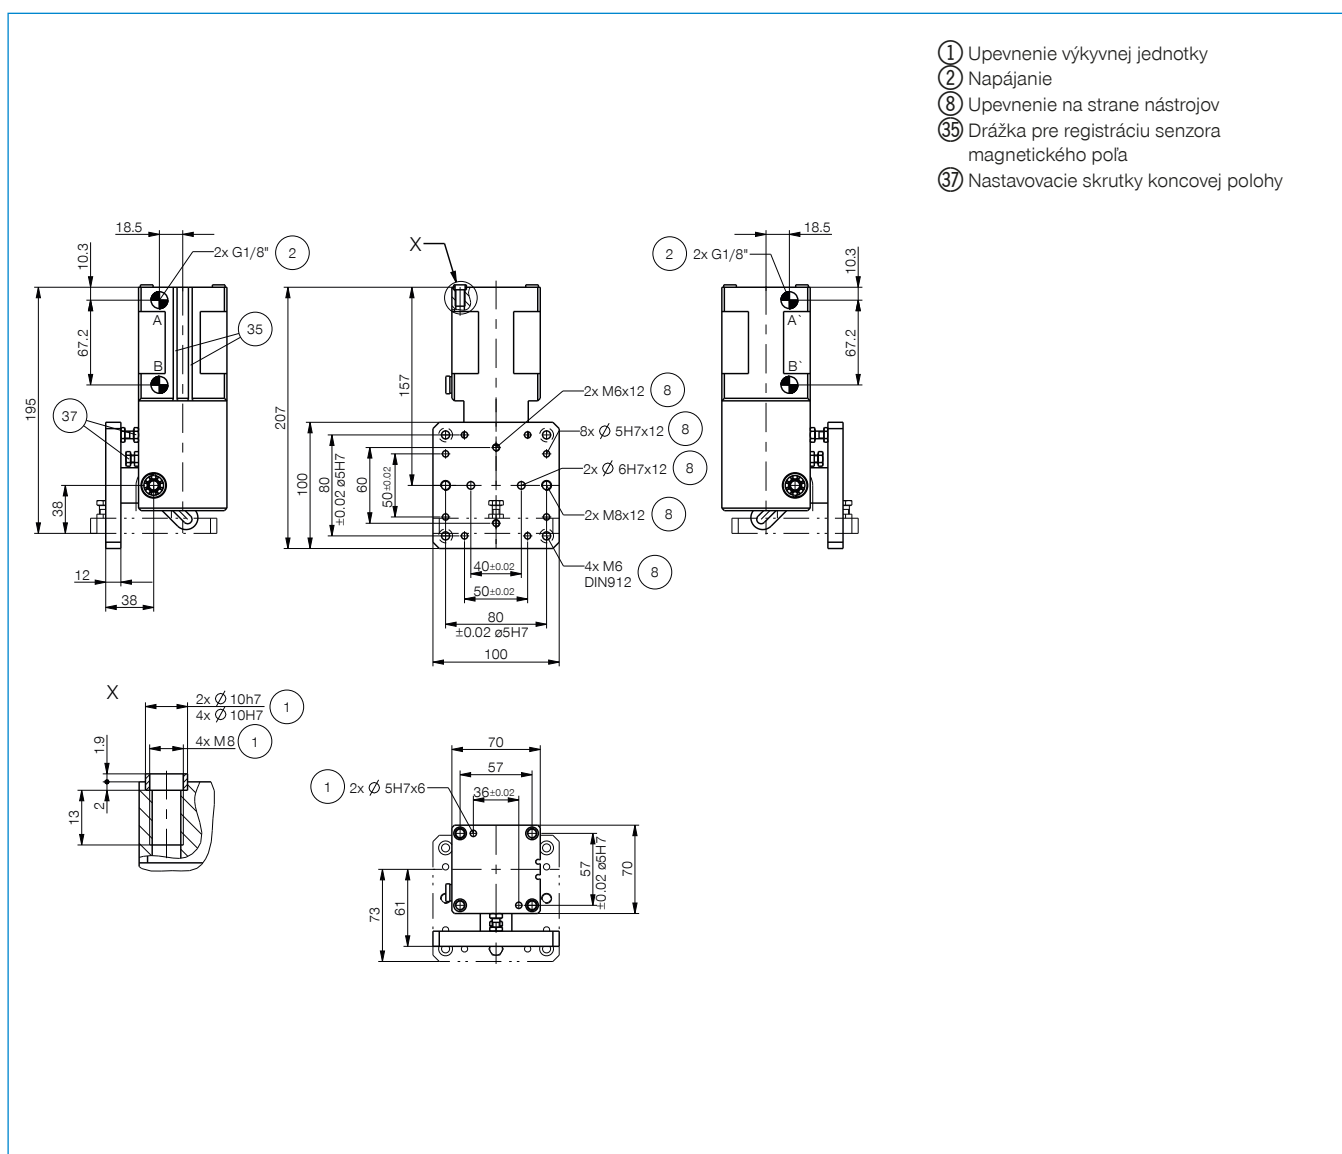 ① Upevnenie výkyvnej jednotky
② Napájanie
⑧ Upevnenie na strane nástrojov
㉟ Drážka pre registráciu senzora
magnetického poľa
㊲ Nastavovacie skrutky koncovej polohy
18.5
2x G1/8" 2
10.3
67.2
195
A
B
35
37
38
12
38
X
207
157
100
80
±0.02 ø5H7
60
50±0.02
2x M6x12 8
8x Ø 5H7x12 8
2x Ø 6H7x12 8
2x M8x12 8
4x M6 8
DIN912
40±0.02
50±0.02
80
±0.02 ø5H7
100
2 2x G1/8"
18.5
10.3
67.2
A`
B`
X
2x Ø 10h7 1
4x Ø 10H7
4x M8 1
1.9
2
13
70
57
36±0.02
1 2x Ø 5H7x6
57
±0.02 ø5H7
70
73
61